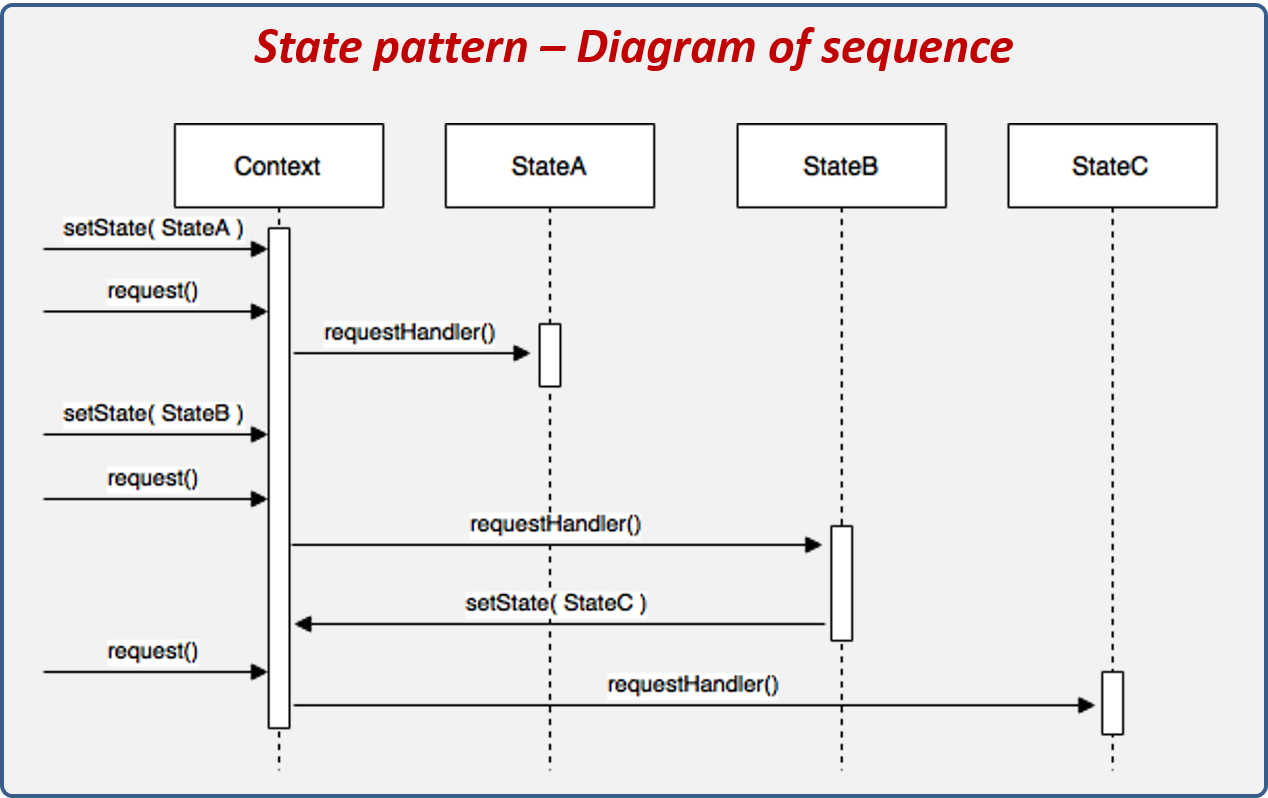 State pattern – Diagram of sequence
Context
StateA
StateB
StateC
setState( StateA )
request()
requestHandler()
setState( StateB )
request()
requestHandler()
setState( StateC )
request()
requestHandler()